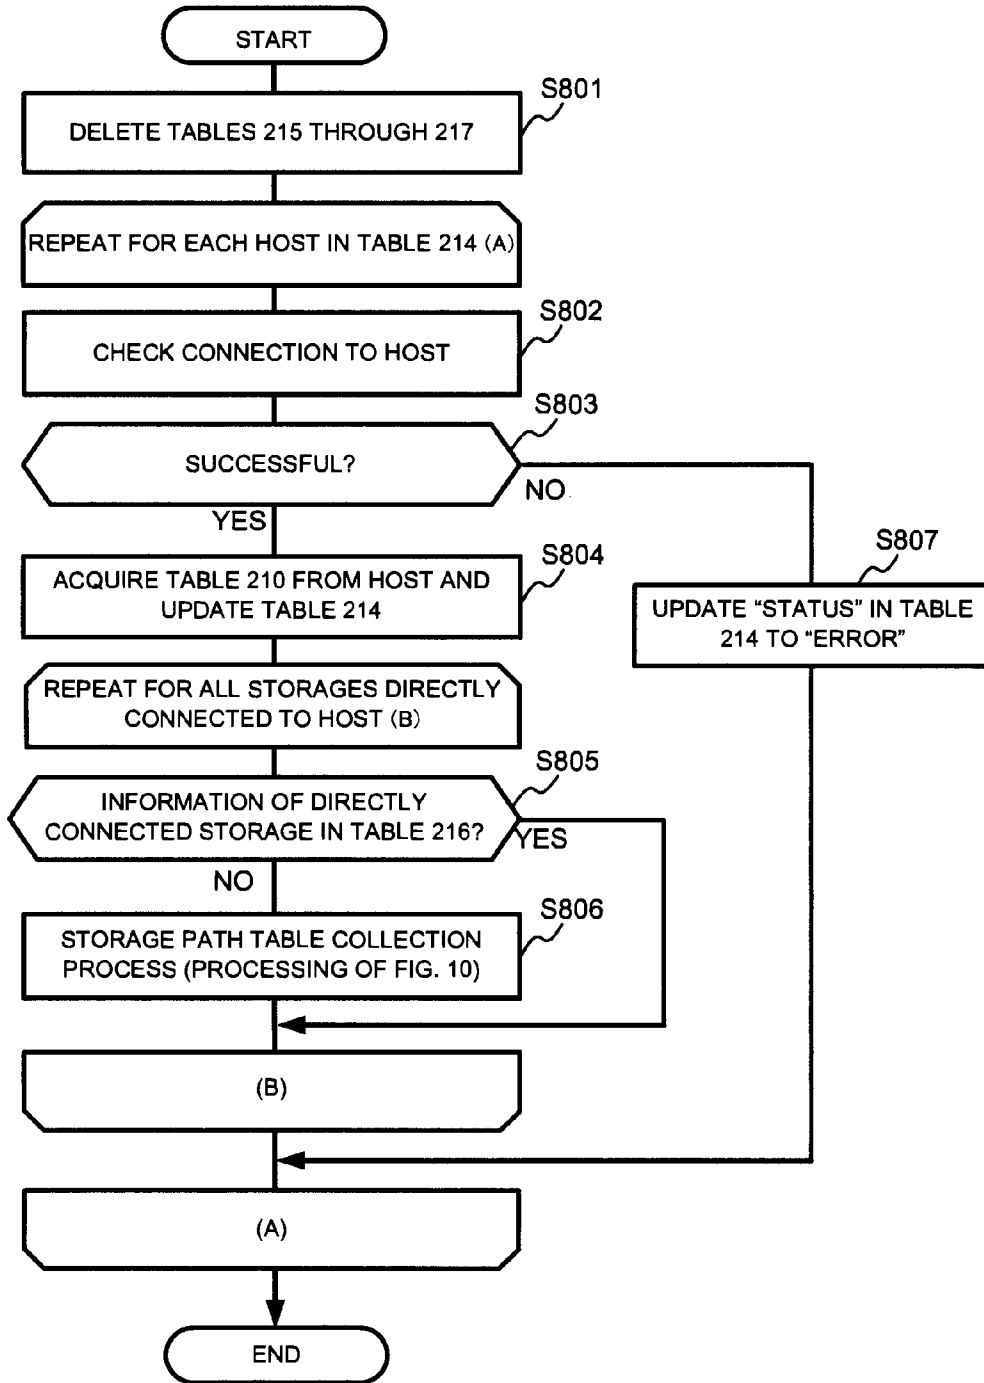 START
S801
DELETE TABLES 215 THROUGH 217
REPEAT FOR EACH HOST IN TABLE 214 (A)
S802
CHECK CONNECTION TO HOST
S803
SUCCESSFUL?
NO
YES
S804
ACQUIRE TABLE 210 FROM HOST AND
UPDATE TABLE 214
S807
UPDATE “STATUS” IN TABLE
214 TO “ERROR”
REPEAT FOR ALL STORAGES DIRECTLY
CONNECTED TO HOST (B)
S805
INFORMATION OF DIRECTLY
CONNECTED STORAGE IN TABLE 216?
YES
NO
S806
STORAGE PATH TABLE COLLECTION
PROCESS (PROCESSING OF FIG. 10)
(B)
(A)
END